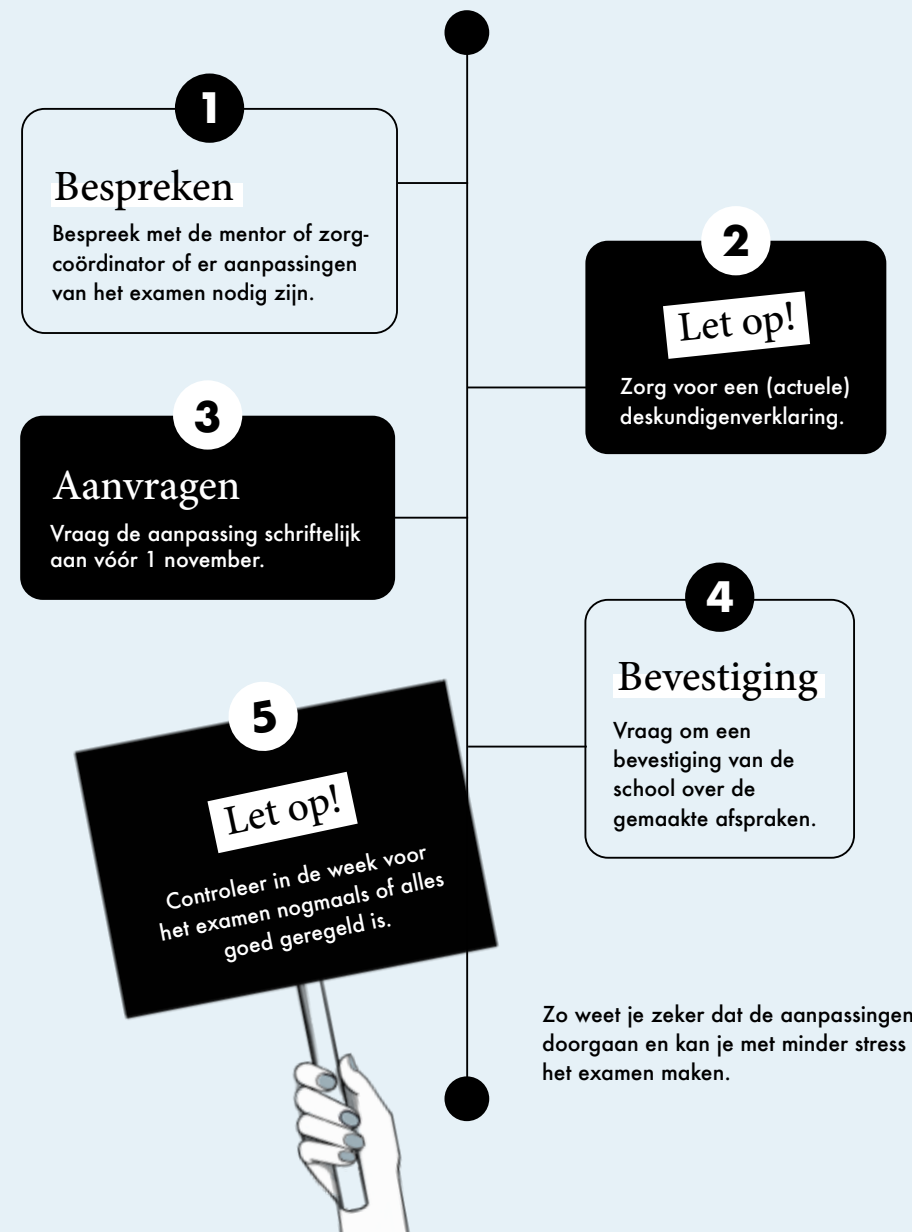 1
Bespreken
Bespreek met de mentor of zorg-
coördinator of er aanpassingen
van het examen nodig zijn.
2
Let op!
Zorg voor een (actuele)
deskundigenverklaring.
3
Aanvragen
Vraag de aanpassing schriftelijk
aan vóór 1 november.
4
Bevestiging
Vraag om een
bevestiging van de
school over de
gemaakte afspraken.
5
Let op!
Controleer in de week voor
het examen nogmaals of alles
goed geregeld is.
Zo weet je zeker dat de aanpassingen
doorgaan en kan je met minder stress
het examen maken.